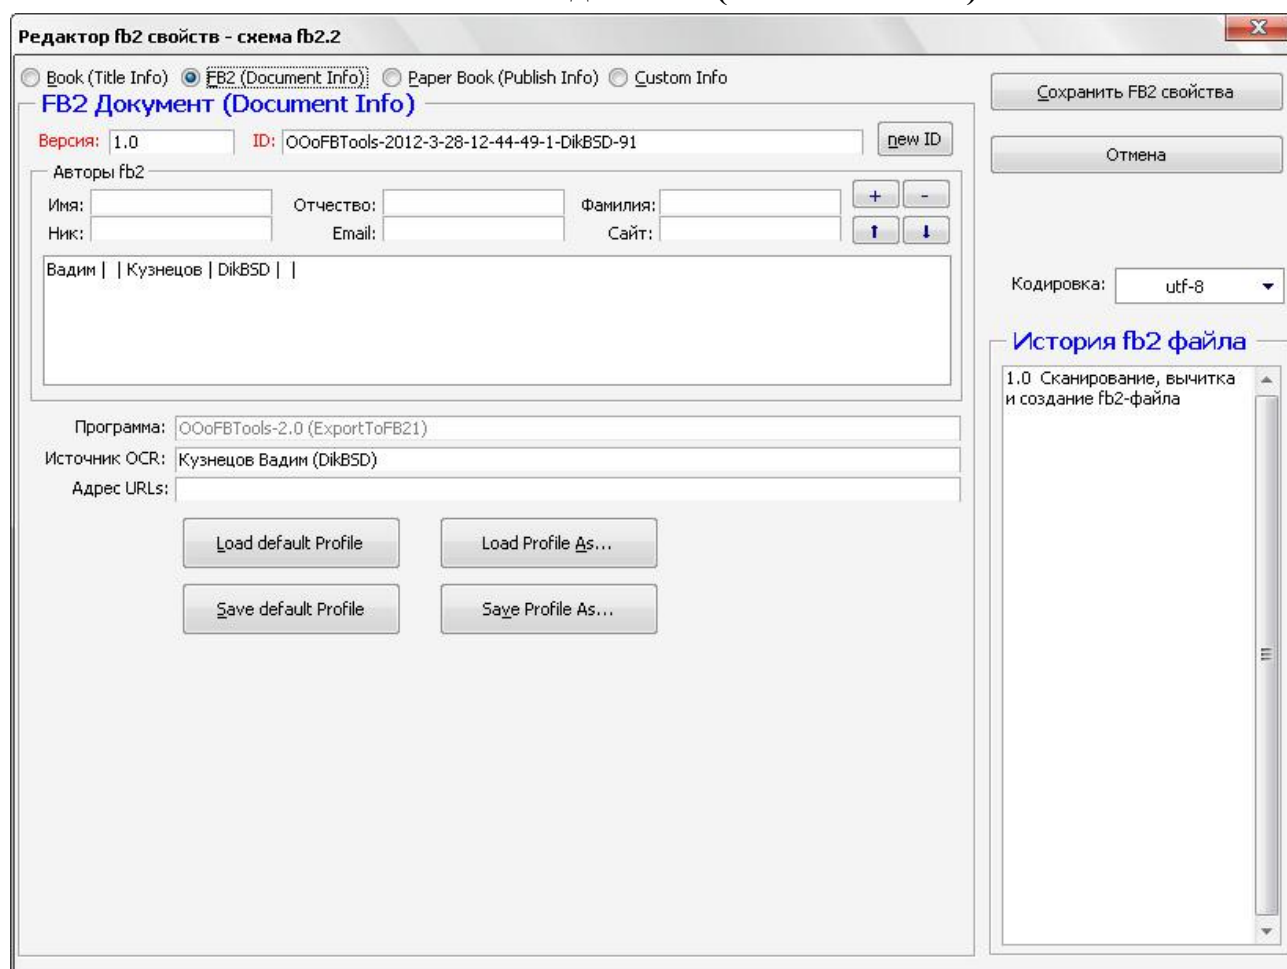 Редактор fb2 свойств - схема fb2.2
Book (Title Info) FB2 (Document Info) Paper Book (Publish Info) Custom Info
Сохранить FB2 свойства
FB2 Документ (Document Info)
Версия: 1.0 ID: OOoFBTools-2012-3-28-12-44-49-1-DikBSD-91 new ID
Отмена
Авторы fb2
Имя: Отчество: Фамилия: + -
Ник: Email: Сайт:
Вадим | | Кузнецов | DikBSD | |
Кодировка: utf-8
История fb2 файла
1.0 Сканирование, вычитка
и создание fb2-файла
Программа: OOoFBTools-2.0 (ExportToFB21)
Источник OCR: Кузнецов Вадим (DikBSD)
Адрес URLs:
Load default Profile Load Profile As...
Save default Profile Save Profile As...